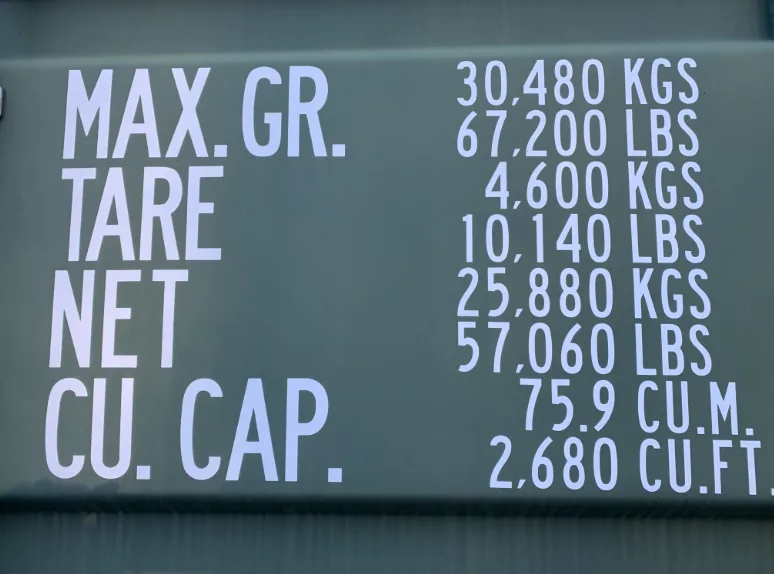 MAX. GR. 30,480 KGS
67,200 LBS
TARE 4,600 KGS
10,140 LBS
NET 25,880 KGS
57,060 LBS
CU. CAP. 75.9 CU.M.
2,680 CU.FT.